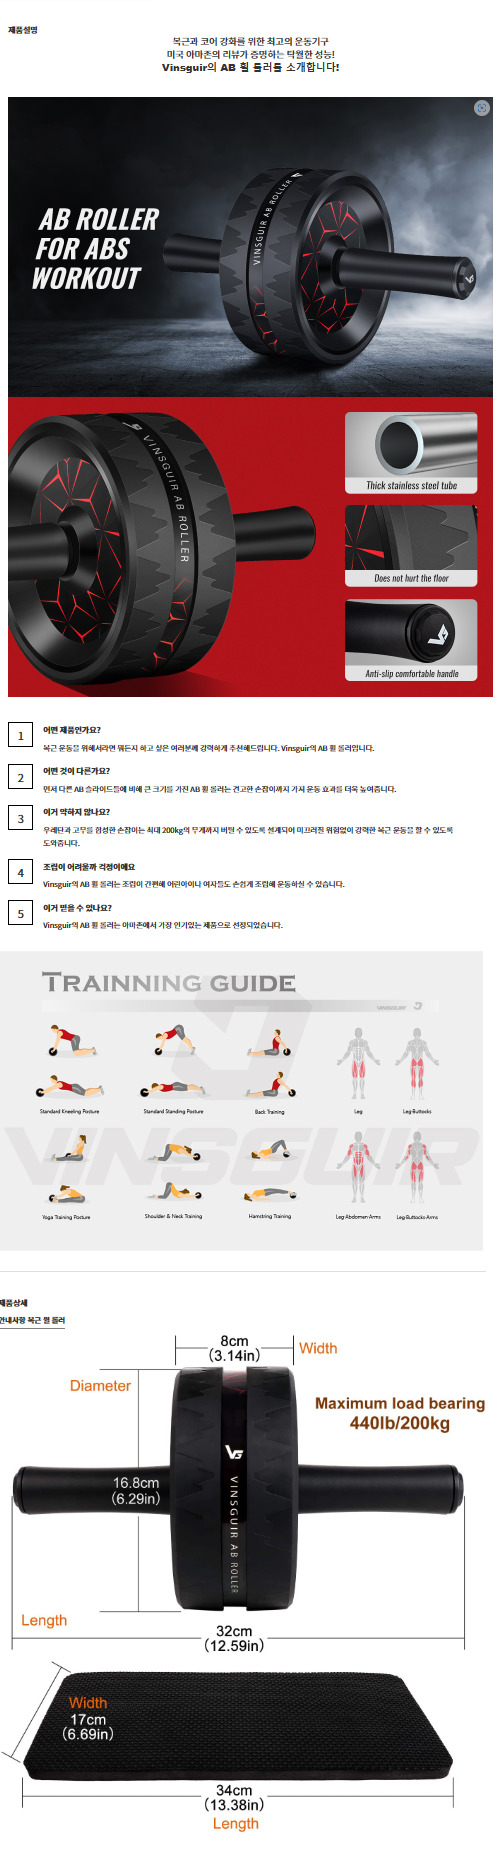 제품설명
복근과 코어 강화를 위한 최고의 운동기구
미국 아마존의 리뷰가 증명하는 탁월한 성능!
Vinsguir의 AB 휠 롤러를 소개합니다!
AB ROLLER
FOR ABS
WORKOUT
VINSGUIR AB ROLLER
VINSGUIR AB ROLLER
Thick stainless steel tube
Does not hurt the floor
Anti-slip comfortable handle
1
어떤 제품인가요?
복근 운동을 위해서라면 뭐든지 하고 싶은 여러분께 강력하게 추천해드립니다. Vinsguir의 AB 휠 롤러입니다.
2
어떤 것이 다른가요?
먼저 다른 AB 슬라이드들에 비해 큰 크기를 가진 AB 휠 롤러는 견고한 손잡이까지 가져 운동 효과를 더욱 높여줍니다.
3
이거 약하지 않나요?
우레탄과 고무를 합성한 손잡이는 최대 200kg의 무게까지 버틸 수 있도록 설계되어 미끄러질 위험없이 강력한 복근 운동을 할 수 있도록
도와줍니다.
4
조립이 어려울까 걱정이에요
Vinsguir의 AB 휠 롤러는 조립이 간편해 어린아이나 여자들도 손쉽게 조립해 운동하실 수 있습니다.
5
이거 믿을 수 있나요?
Vinsguir의 AB 휠 롤러는 아마존에서 가장 인기있는 제품으로 선정되었습니다.
TRAINNING GUIDE
VINSGUIR
Standard Kneeling Posture
Standard Standing Posture
Back Training
Leg
Leg·Buttocks
VINSGUIR
Yoga Training Posture
Shoulder & Neck Training
Hamstring Training
Leg·Abdomen·Arms
Leg·Buttocks·Arms
제품상세
안내사항 복근 휠 롤러
8cm
(3.14in)
Width
Diameter
Maximum load bearing
440lb/200kg
16.8cm
(6.29in)
VINSGUIR AB ROLLER
Length
32cm
(12.59in)
Width
17cm
(6.69in)
34cm
(13.38in)
Length